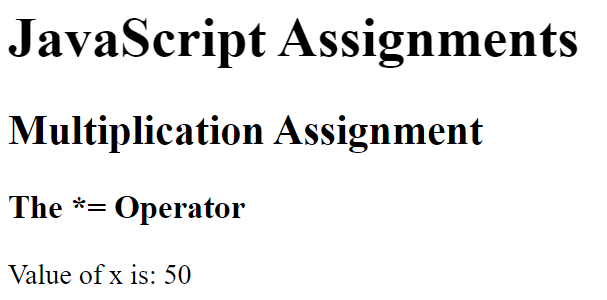 JavaScript Assignments
Multiplication Assignment
The *= Operator
Value of x is: 50